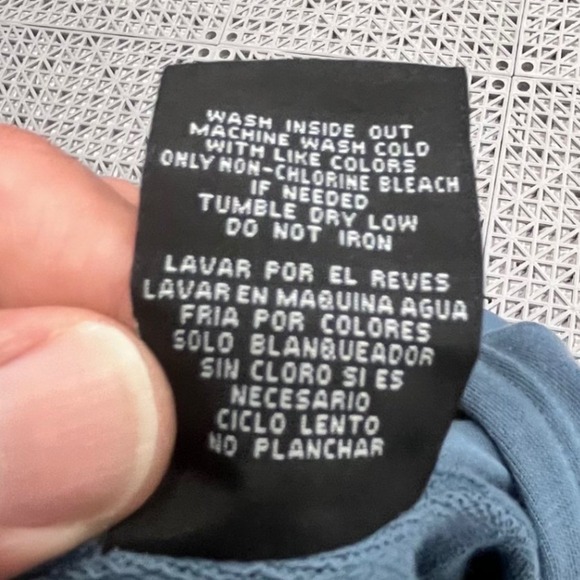 WASH INSIDE OUT
MACHINE WASH COLD
WITH LIKE COLORS
ONLY NON-CHLORINE BLEACH
IF NEEDED
TUMBLE DRY LOW
DO NOT IRON
LAVAR POR EL REVES
LAVAR EN MAQUINA AGUA
FRIA POR COLORES
SOLO BLANQUEADOR
SIN CLORO SI ES
NECESARIO
CICLO LENTO
NO PLANCHAR